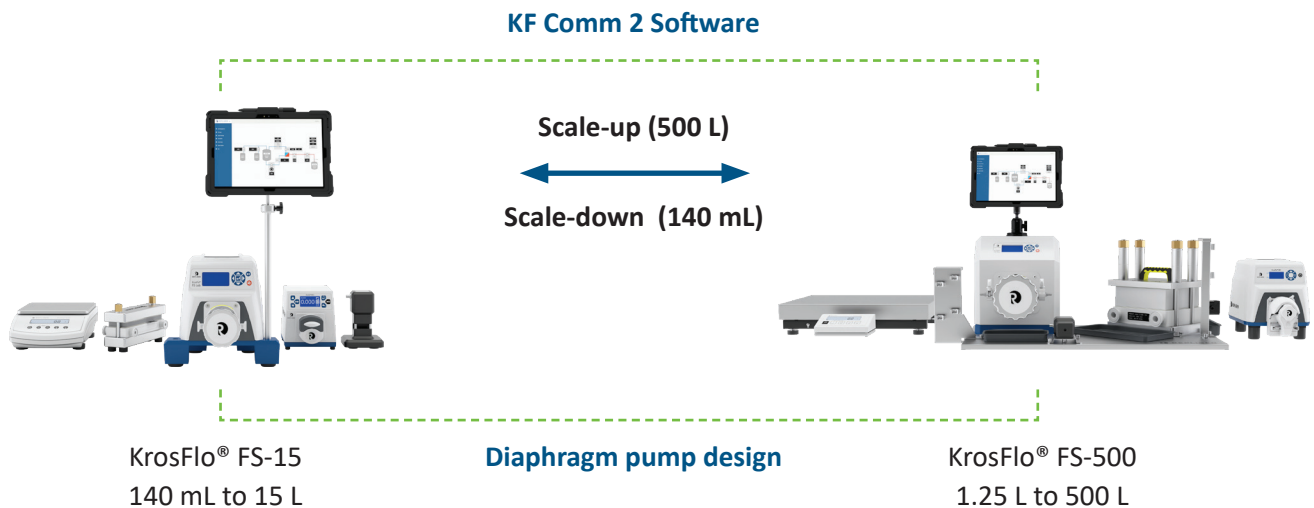 KF Comm 2 Software
Scale-up (500 L)
Scale-down (140 mL)
KrosFlo® FS-15
140 mL to 15 L
Diaphragm pump design
KrosFlo® FS-500
1.25 L to 500 L